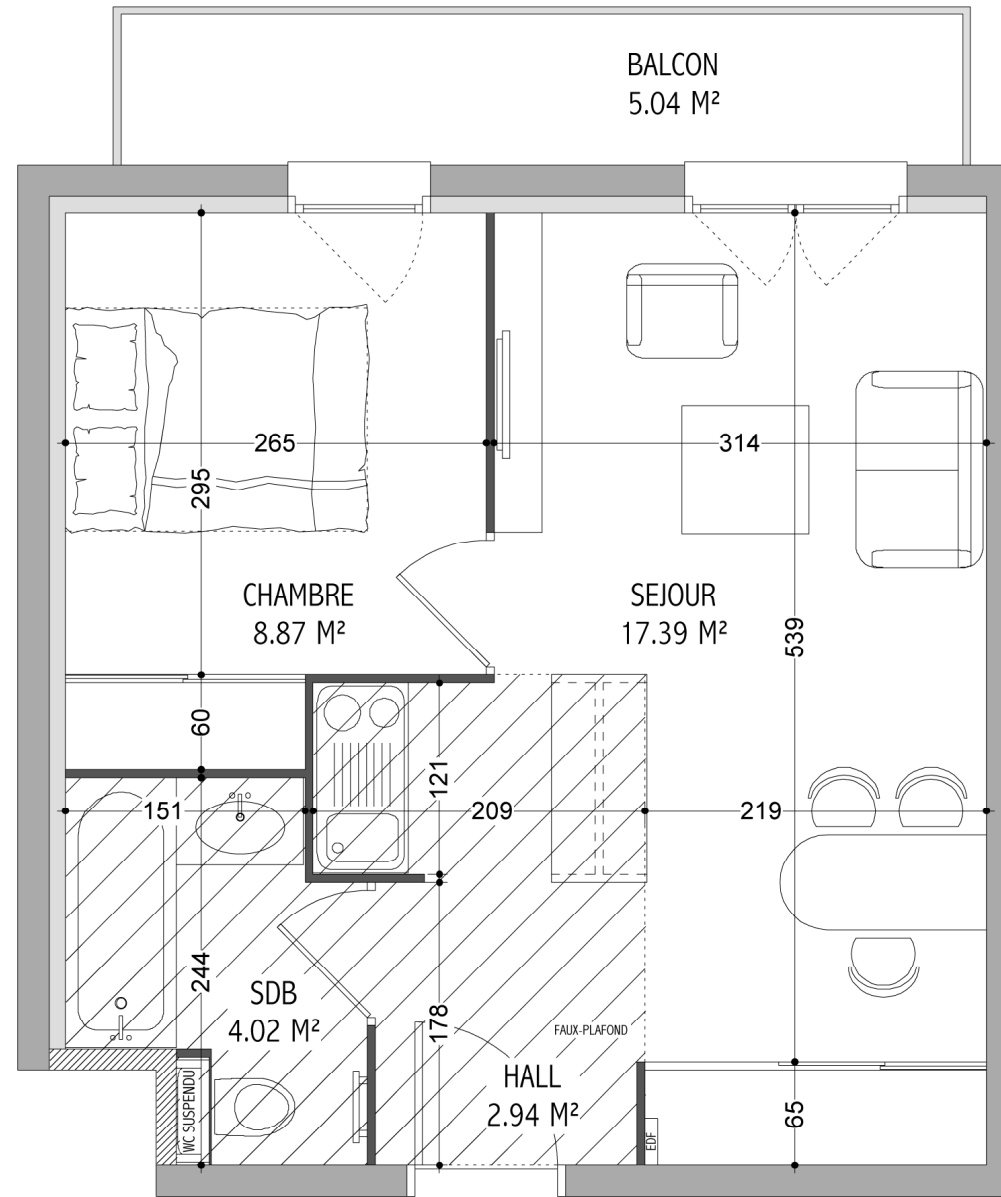 BALCON
5.04 M²
265
314
295
CHAMBRE
8.87 M²
SEJOUR
17.39 M²
539
60
121
151
209
219
244
SDB
4.02 M²
178
FAUX-PLAFOND
HALL
2.94 M²
WC SUSPENDU
65
EDF